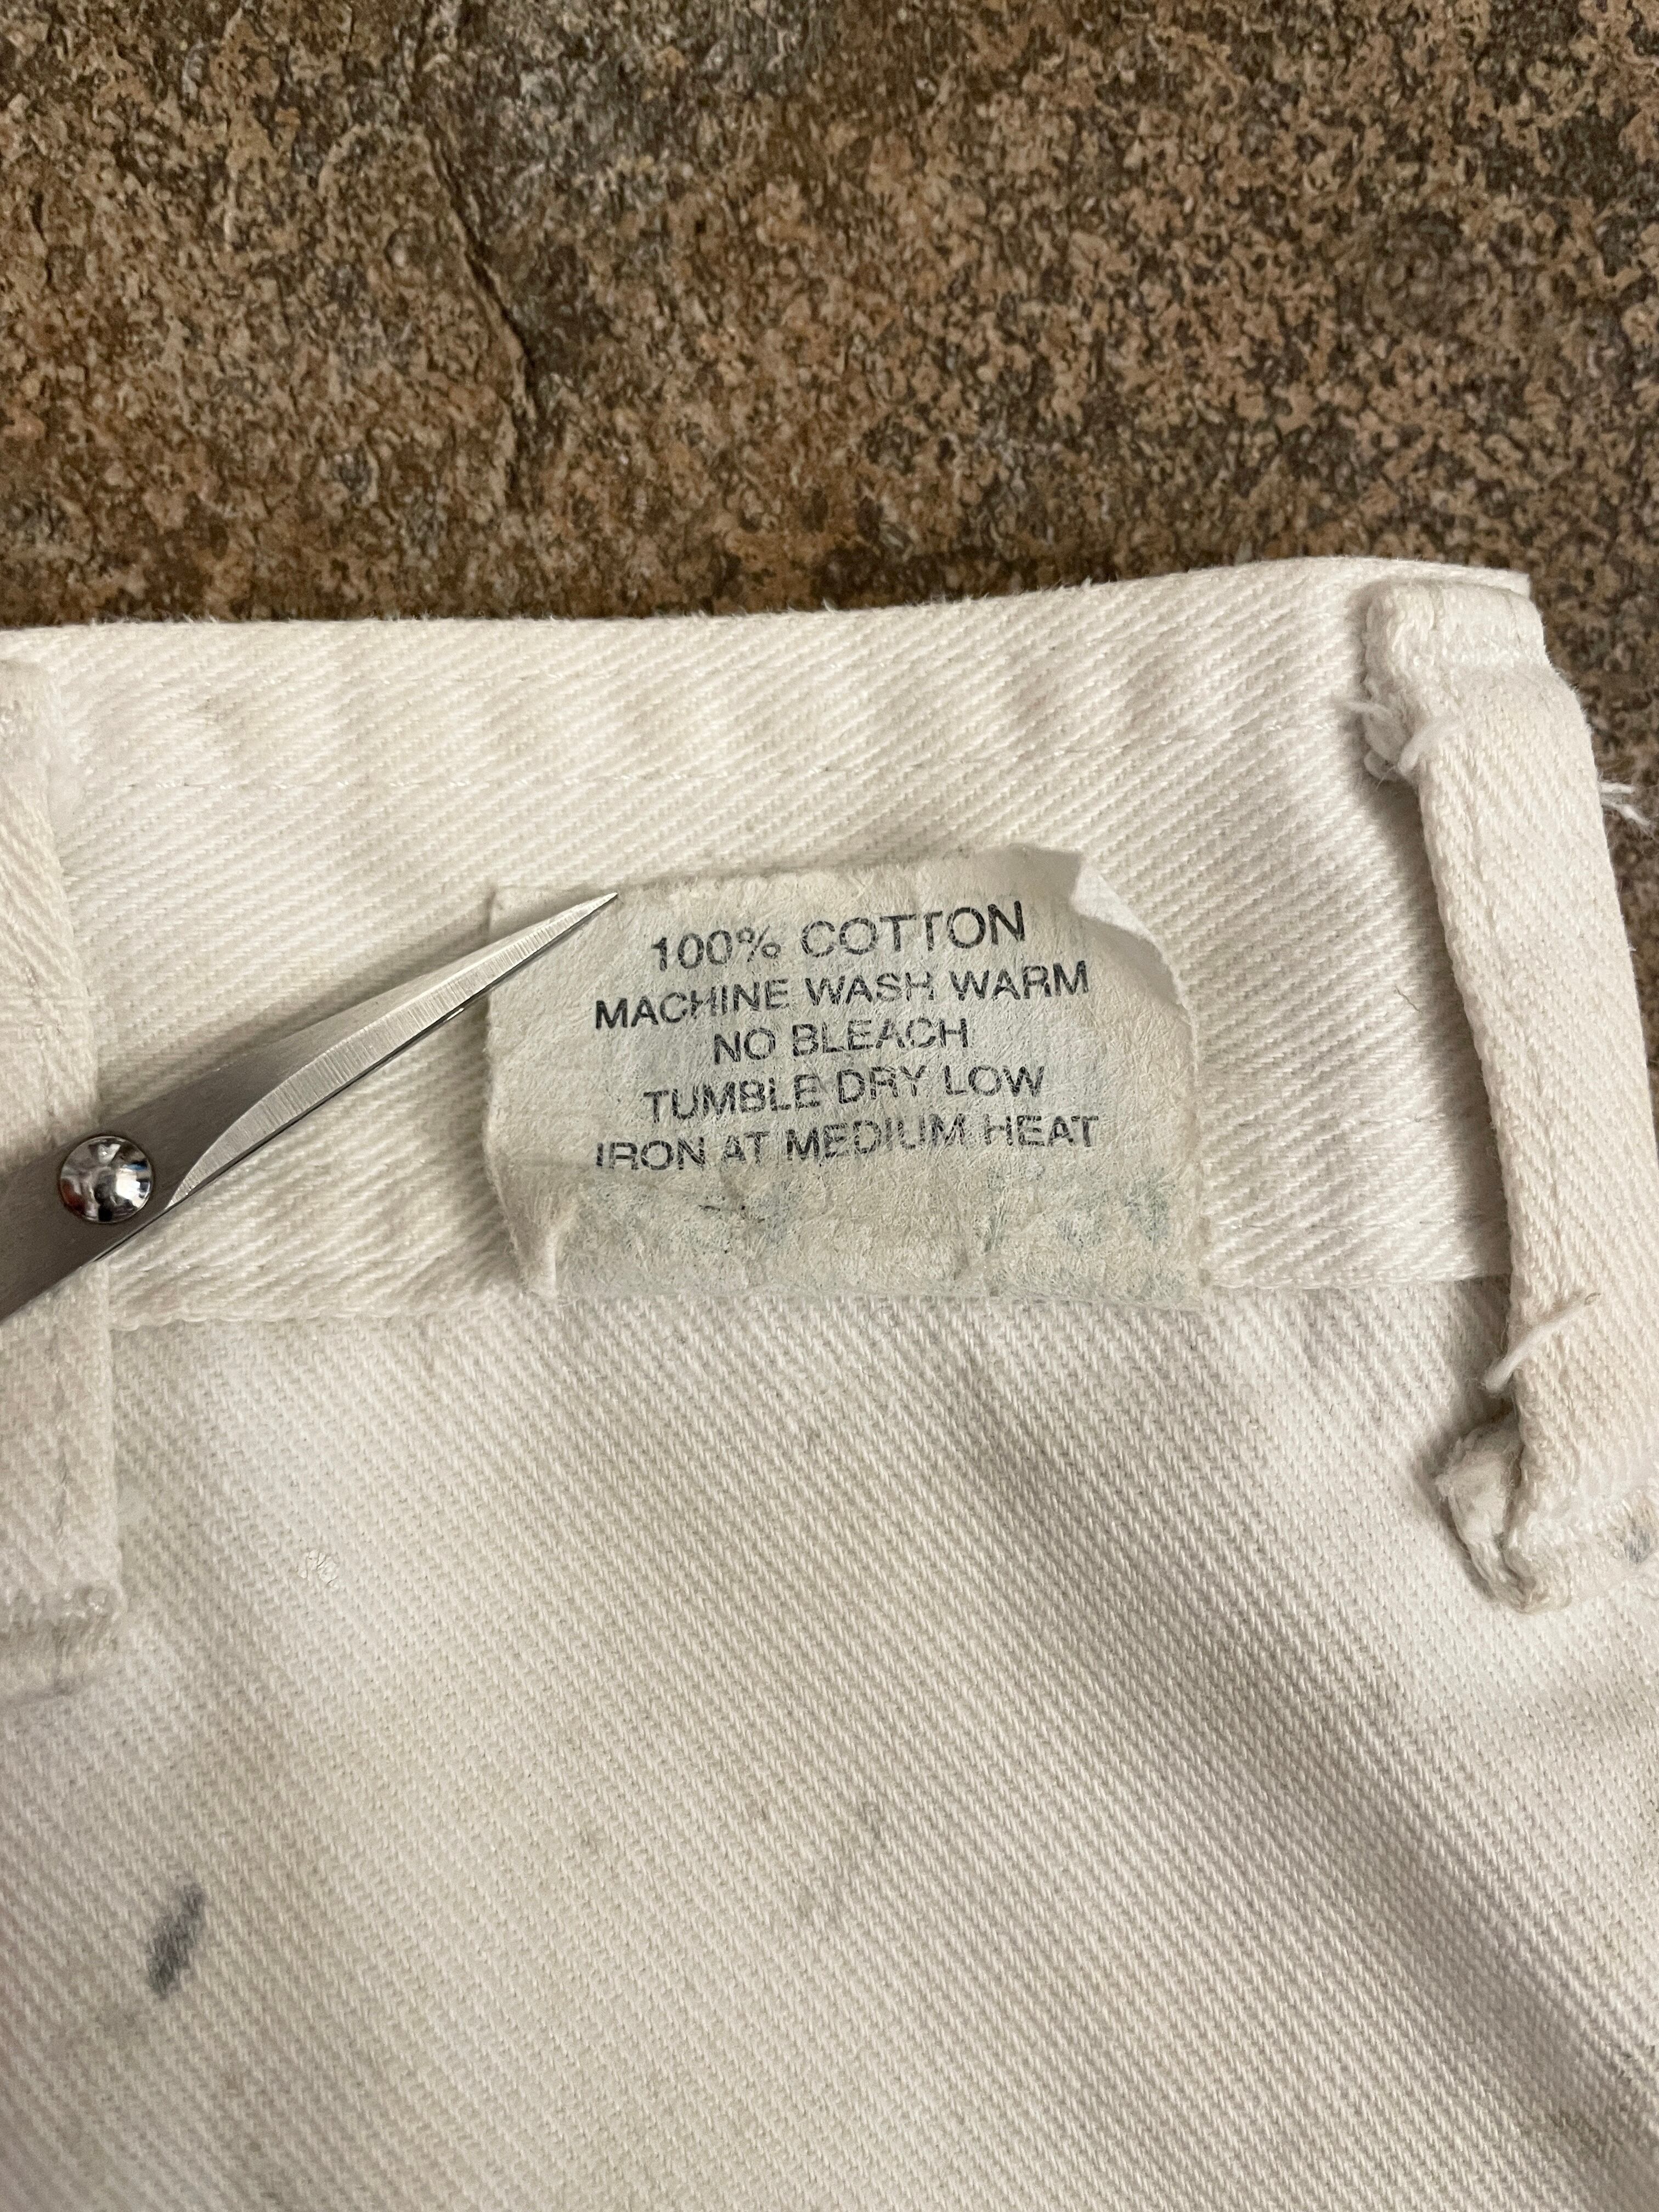 100% COTTON
MACHINE WASH WARM
NO BLEACH
TUMBLE DRY LOW
IRON AT MEDIUM HEAT